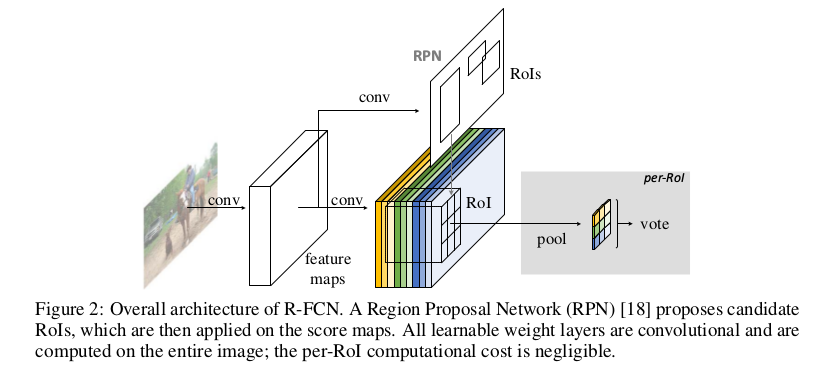 RPN
RoIs
conv
conv
conv
RoI
per-RoI
pool
vote
feature
maps
Figure 2: Overall architecture of R-FCN. A Region Proposal Network (RPN) [18] proposes candidate
RoIs, which are then applied on the score maps. All learnable weight layers are convolutional and are
computed on the entire image; the per-RoI computational cost is negligible.